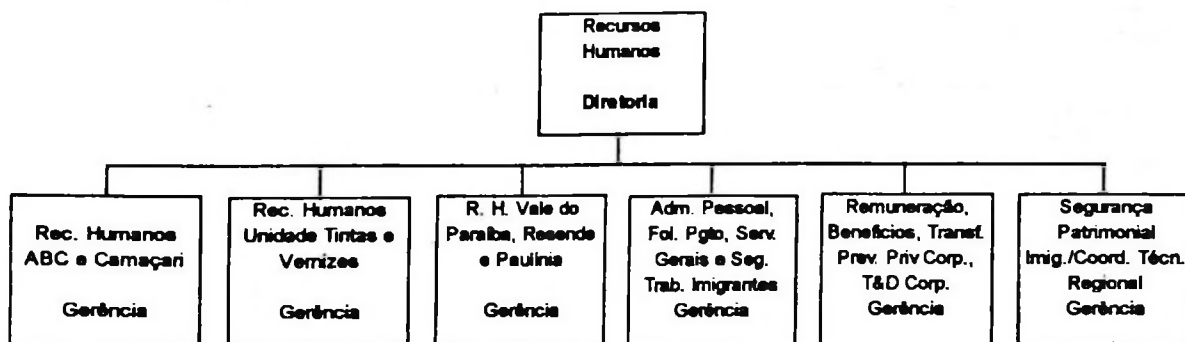 Recursos
Humanos
Diretoria
Rec. Humanos
ABC e Camaçari
Gerência
Rec. Humanos
Unidade Tintas e
Vernizes
Gerência
R. H. Vale do
Paraíba, Resende
e Paulínia
Gerência
Adm. Pessoal,
Fol. Pgto, Serv.
Gerais e Seg.
Trab. Imigrantes
Gerência
Remuneração,
Benefícios, Transf.
Prev. Priv Corp.,
T&D Corp.
Gerência
Segurança
Patrimonial
Imig./Coord. Técn.
Regional
Gerência